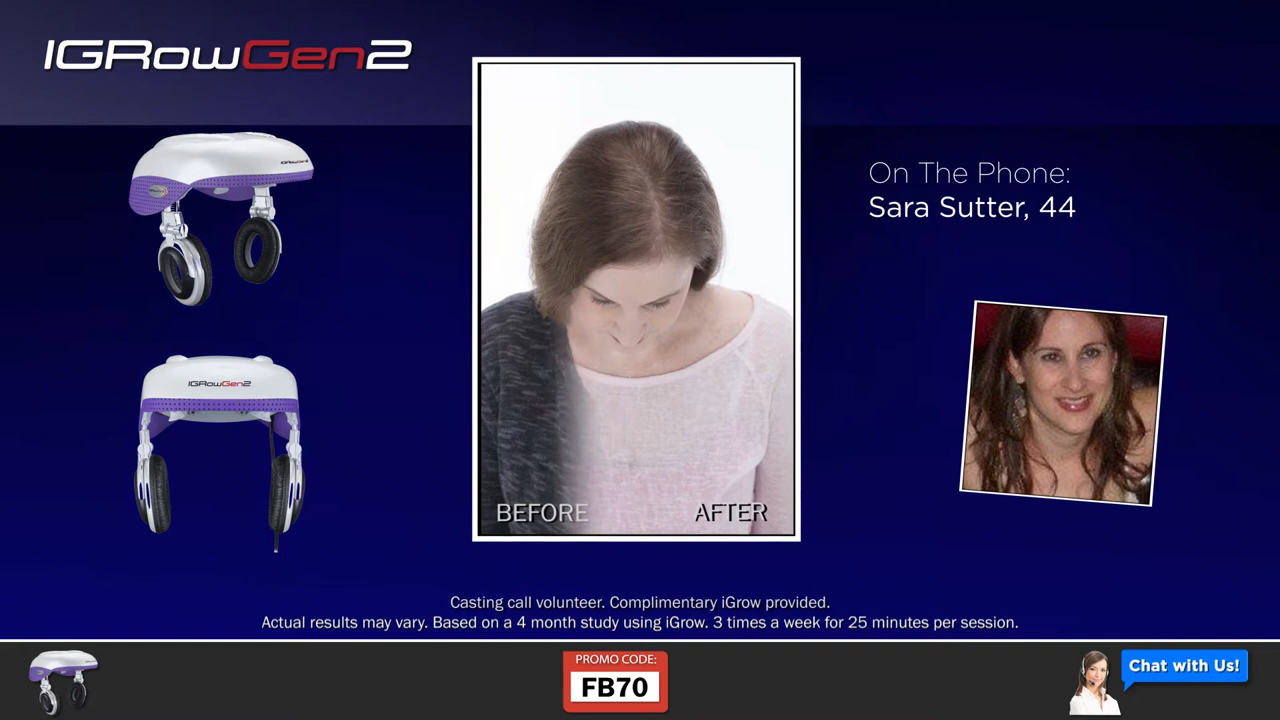 IGRowGen2
IGRowGen2
On The Phone:
Sara Sutter, 44
IGRowGen2
BEFORE
AFTER
Casting call volunteer. Complimentary iGrow provided.
Actual results may vary. Based on a 4 month study using iGrow. 3 times a week for 25 minutes per session.
PROMO CODE:
FB70
Chat with Us!